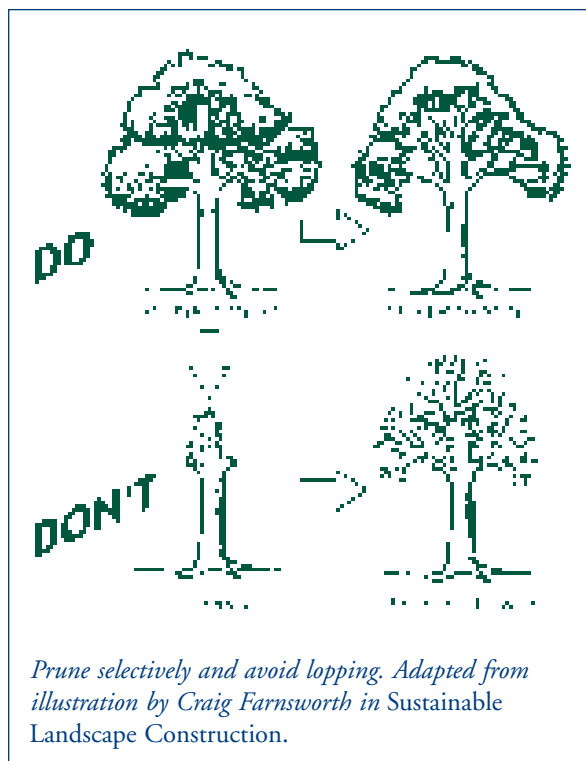 DO
DON'T
Prune selectively and avoid lopping. Adapted from
illustration by Craig Farnsworth in Sustainable
Landscape Construction.